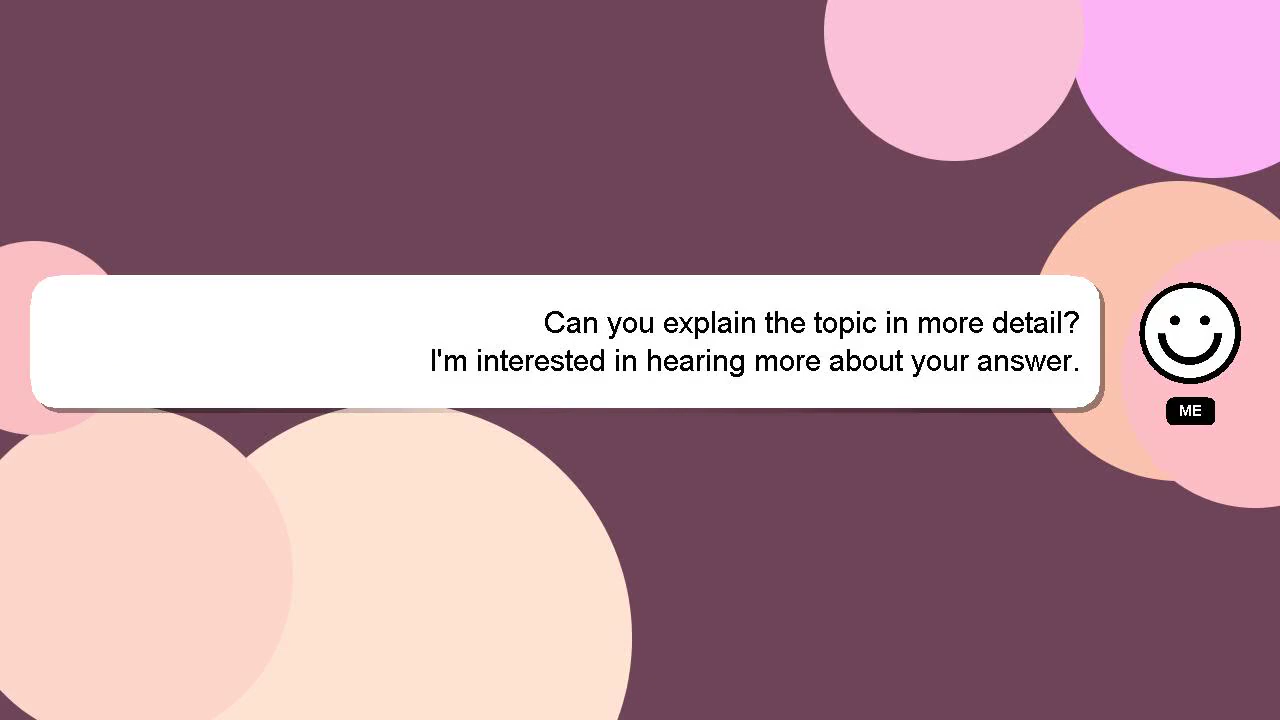 Can you explain the topic in more detail?
I'm interested in hearing more about your answer.
ME